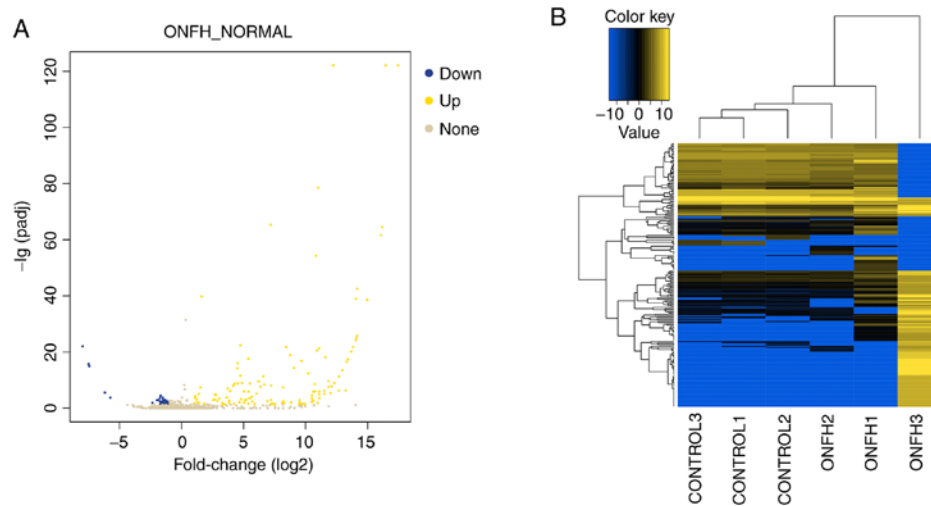 A
ONFH_NORMAL
120
100
80
60
40
20
0
−lg (padj)
−5
0
5
10
15
Fold-change (log2)
Down
Up
None
B
Color key
−10
0
10
Value
CONTROL3
CONTROL1
CONTROL2
ONFH2
ONFH1
ONFH3